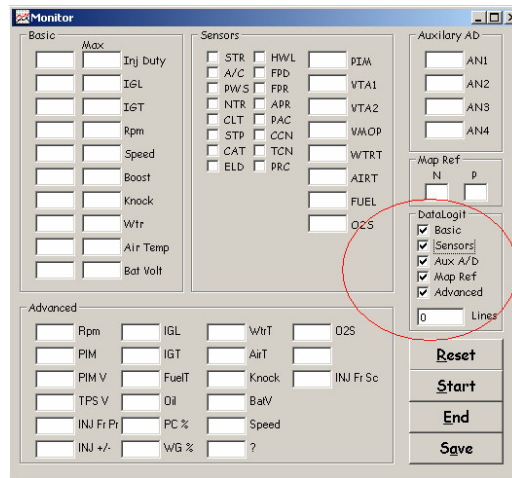 Monitor
Basic
Max
Inj Duty
IGL
IGT
Rpm
Speed
Boost
Knock
Wtr
Air Temp
Bat Volt
Sensors
STR HWL
A/C FPD
PWS FPR
NTR APR
CLT PAC
STP CCN
CAT TCN
ELD PRC
PIM
VTA1
VTA2
VMOP
WTRT
AIRT
FUEL
O2S
Auxilary AD
AN1
AN2
AN3
AN4
Map Ref
N P
DataLogit
Basic
Sensors
Aux A/D
Map Ref
Advanced
0 Lines
Advanced
Rpm IGL WtrT O2S
PIM IGT AirT
PIM V FuelT Knock INJ Fr Sc
TPS V Oil BatV
INJ Fr Pr PC % Speed
INJ +/- WG % ?
Reset
Start
End
Save